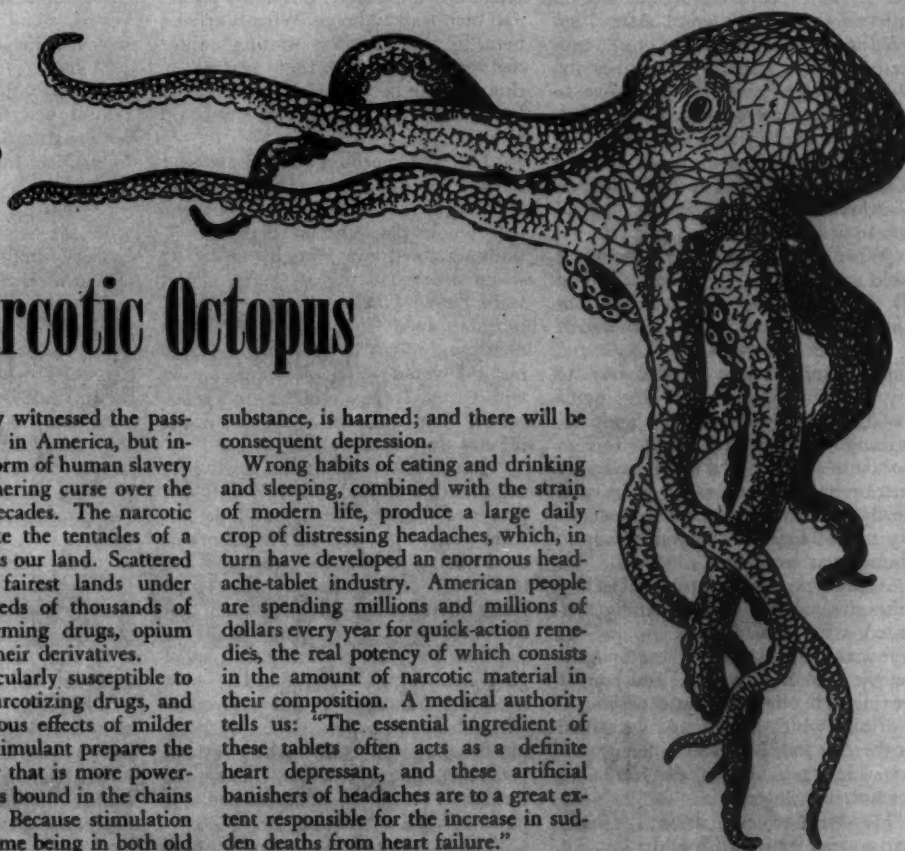 rcotic Octopus
y witnessed the pass-
in America, but in-
orm of human slavery
hering curse over the
ecades. The narcotic
ke the tentacles of a
s our land. Scattered
fairest lands under
eds of thousands of
rming drugs, opium
heir derivatives.
cularly susceptible to
arcotizing drugs, and
ous effects of milder
timulant prepares the
that is more power-
s bound in the chains
Because stimulation
me being in both old
substance, is harmed; and there will be
consequent depression.
Wrong habits of eating and drinking
and sleeping, combined with the strain
of modern life, produce a large daily
crop of distressing headaches, which, in
turn have developed an enormous head-
ache-tablet industry. American people
are spending millions and millions of
dollars every year for quick-action reme-
dies, the real potency of which consists
in the amount of narcotic material in
their composition. A medical authority
tells us: "The essential ingredient of
these tablets often acts as a definite
heart depressant, and these artificial
banishers of headaches are to a great ex-
tent responsible for the increase in sud-
den deaths from heart failure."